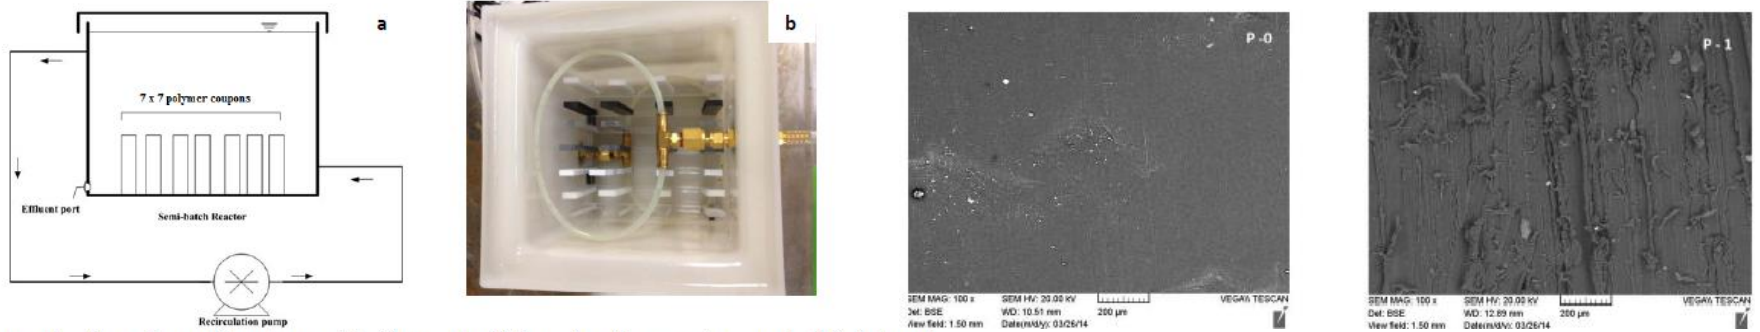 a
7 x 7 polymer coupons
Effluent port
Semi-batch Reactor
Recirculation pump
b
P -0
SEM MAG: 100 x SEM HV: 20.00 kV VEGA\\ TESCAN
Det: BSE WD: 10.51 mm 200 µm
View field: 1.50 mm Date(m/d/y): 03/26/14
P - 1
SEM MAG: 100 x SEM HV: 20.00 kV VEGA\\ TESCAN
Det: BSE WD: 12.89 mm 200 µm
View field: 1.50 mm Date(m/d/y): 03/26/14